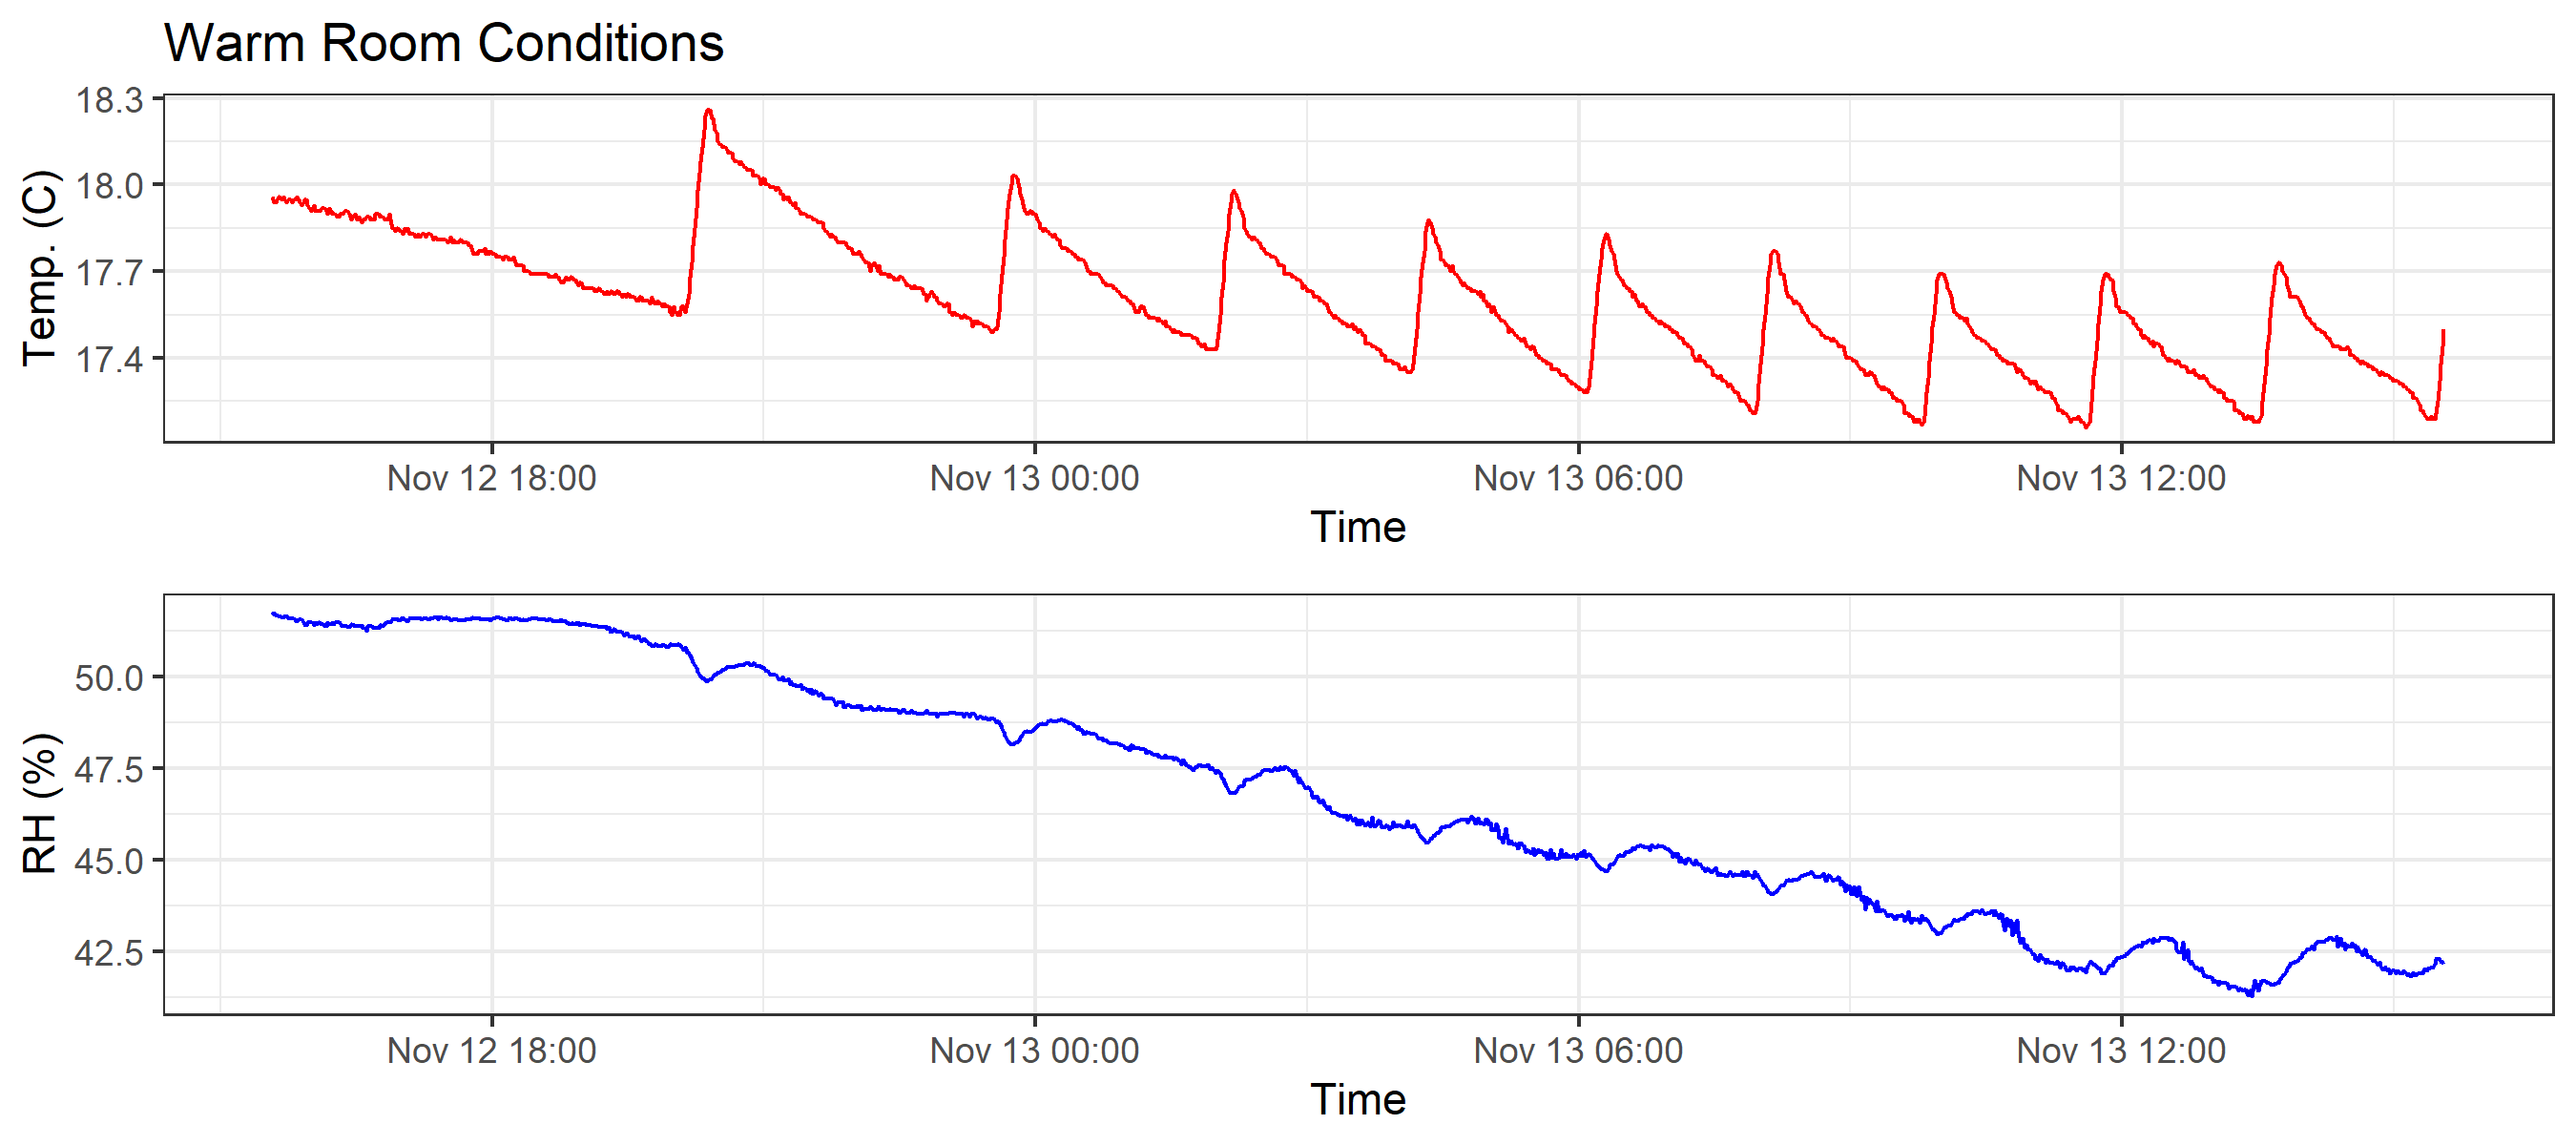 Warm Room Conditions
Temp. (C)
18.3
18.0
17.7
17.4
Nov 12 18:00 Nov 13 00:00 Nov 13 06:00 Nov 13 12:00
Time
RH (%)
50.0
47.5
45.0
42.5
Nov 12 18:00 Nov 13 00:00 Nov 13 06:00 Nov 13 12:00
Time